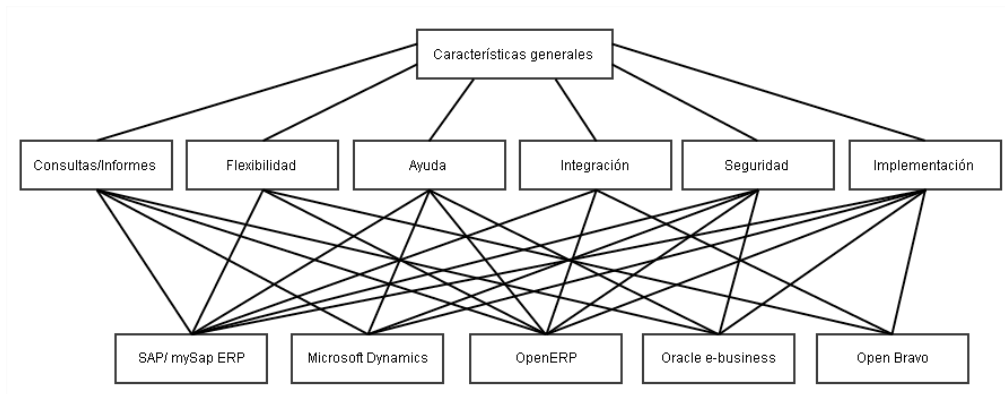 Características generales
Consultas/Informes
Flexibilidad
Ayuda
Integración
Seguridad
Implementación
SAP/ mySap ERP
Microsoft Dynamics
OpenERP
Oracle e-business
Open Bravo